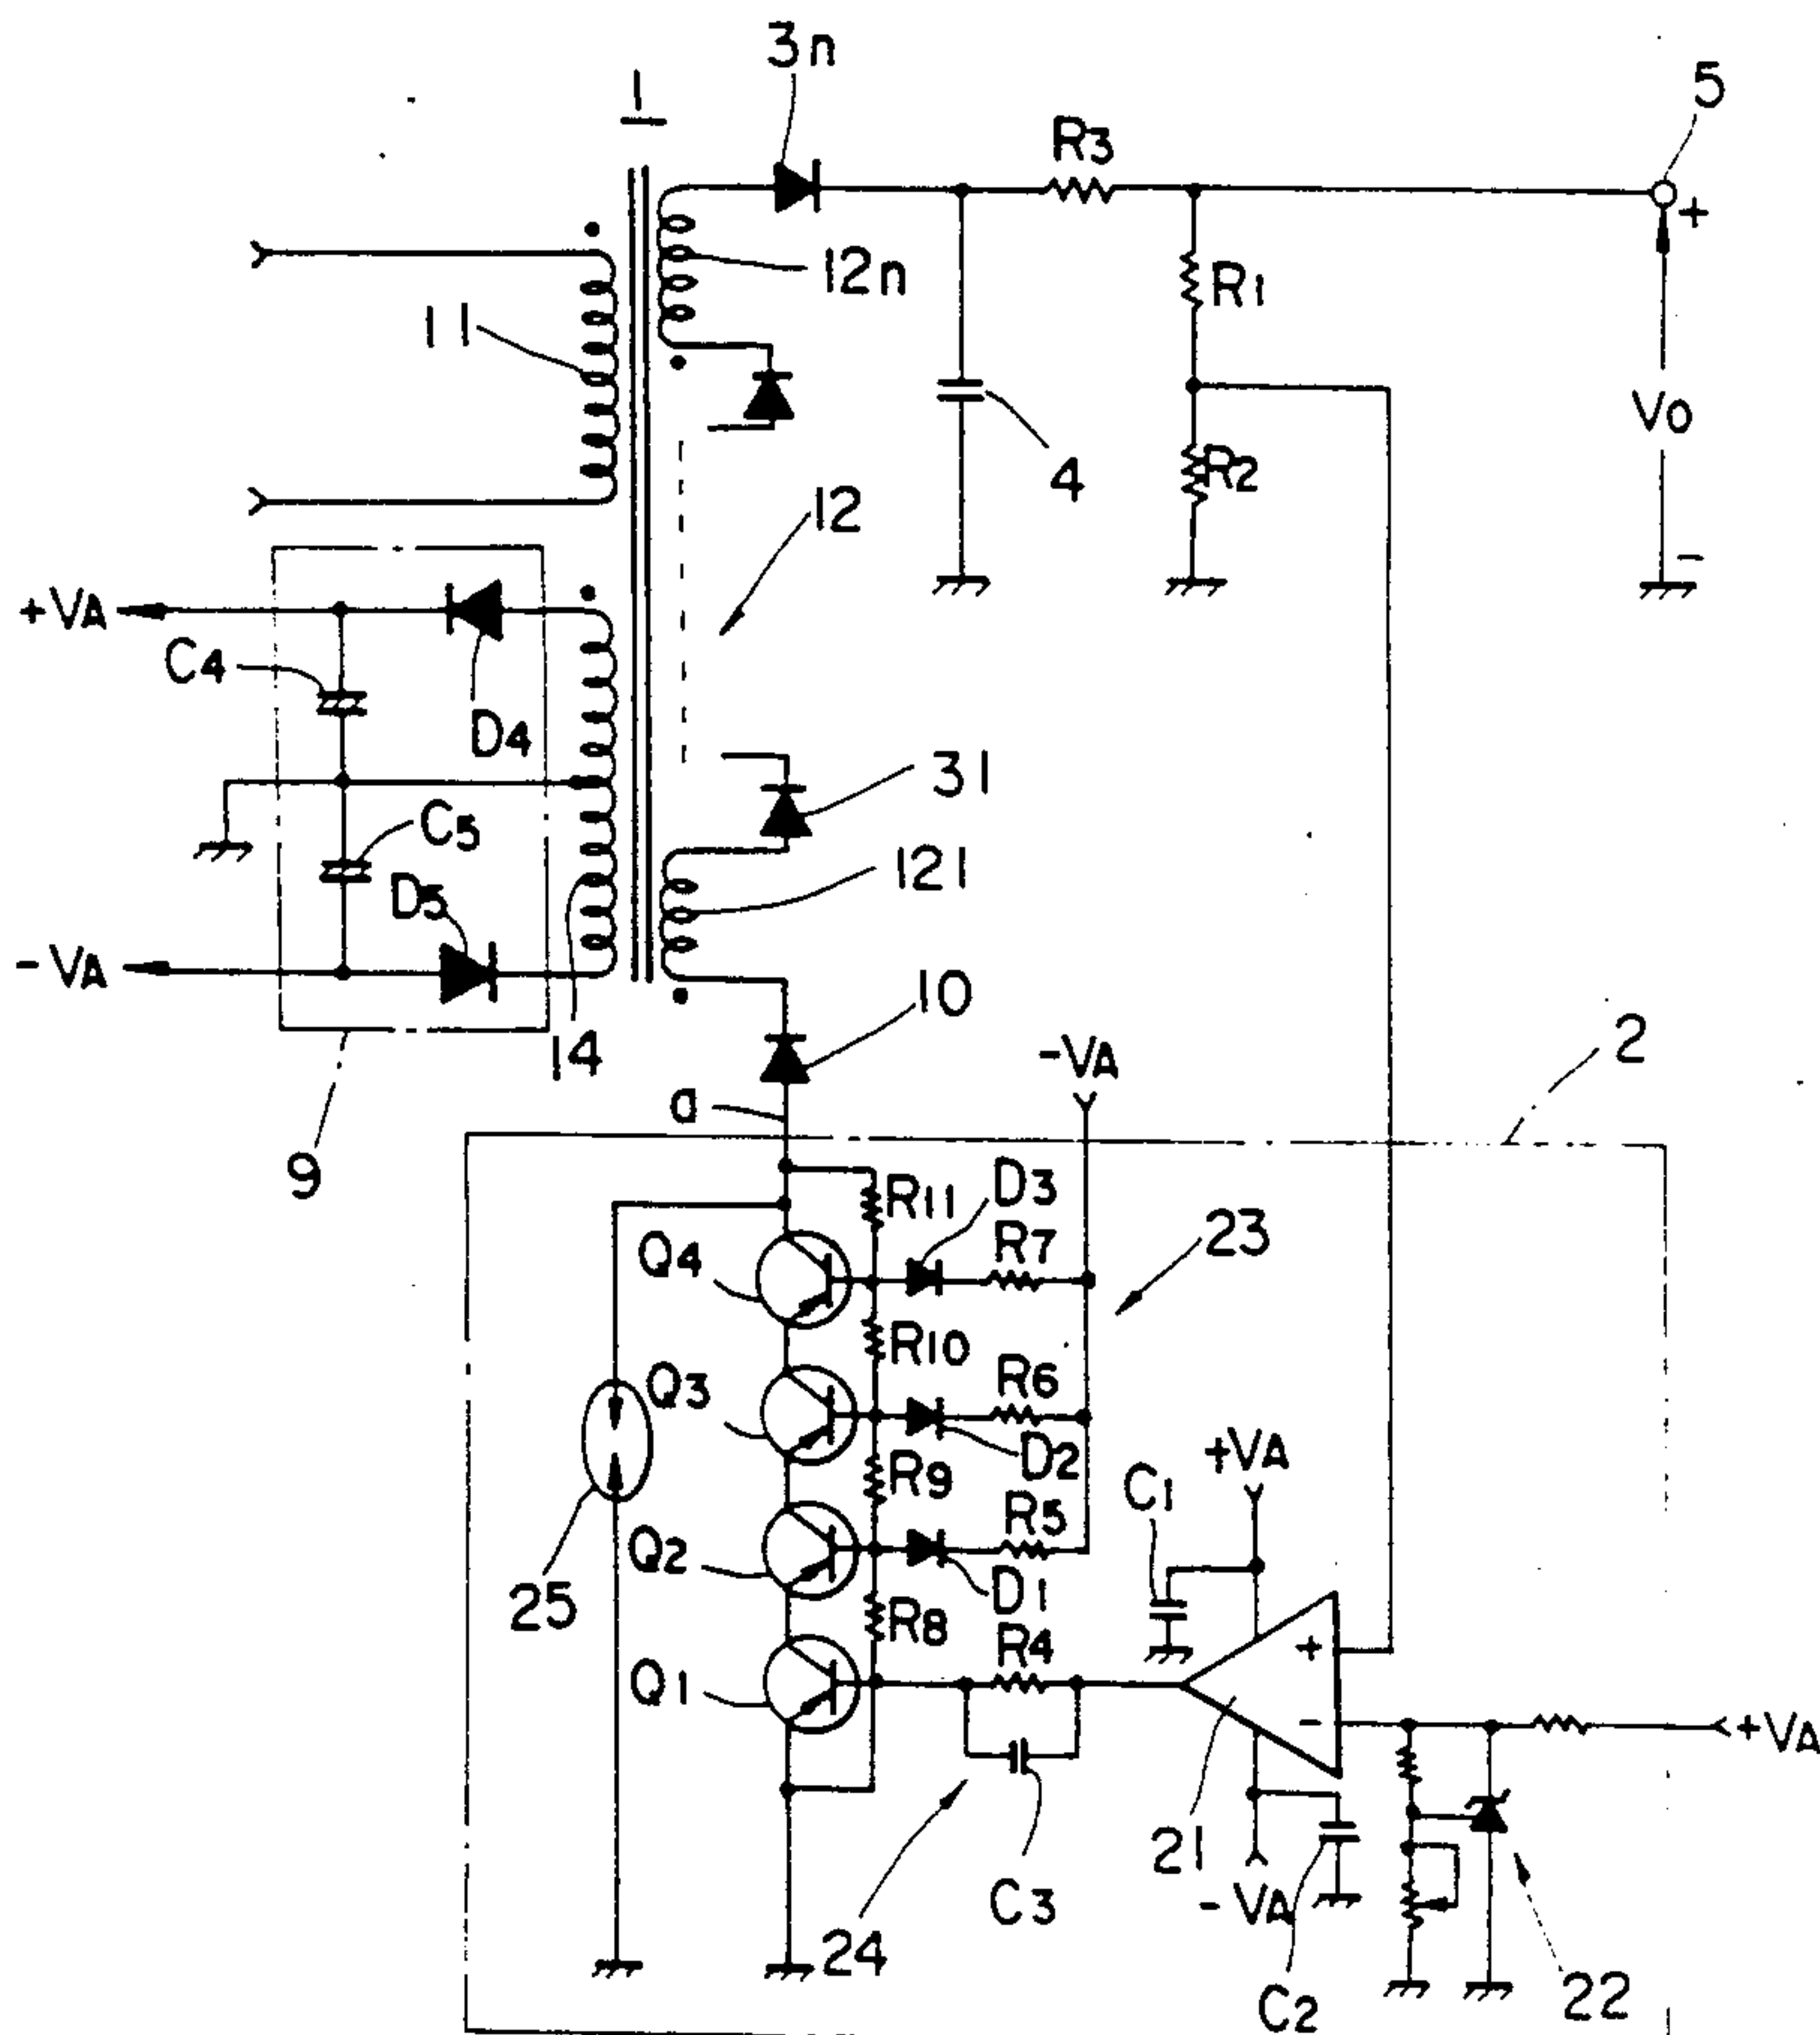 3n
1
5
R3
+
12n
R1
11
Vo
4
R2
12
-
+VA
C4
D4
31
C5
121
D5
-VA
10
14
-VA
2
a
9
R11
D3
23
Q4
R7
R10
R6
Q3
D2
+VA
R9
C1
R5
Q2
25
D1
R8
R4
+
Q1
-
+VA
21
-VA
C3
24
C2
22